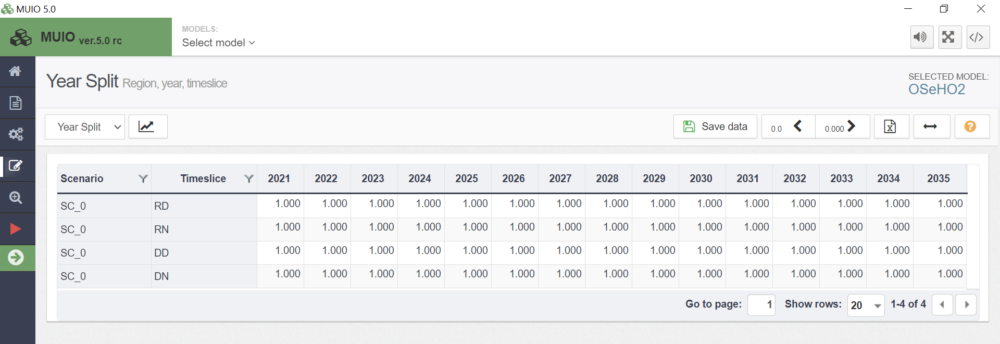 MUIO 5.0
MUIO ver.5.0 rc
MODELS:
Select model
Year Split Region, year, timeslice
SELECTED MODEL:
OSeHO2
Year Split
Save data
0.0
0.000
Scenario Timeslice 2021 2022 2023 2024 2025 2026 2027 2028 2029 2030 2031 2032 2033 2034 2035
SC_0 RD 1.000 1.000 1.000 1.000 1.000 1.000 1.000 1.000 1.000 1.000 1.000 1.000 1.000 1.000 1.000
SC_0 RN 1.000 1.000 1.000 1.000 1.000 1.000 1.000 1.000 1.000 1.000 1.000 1.000 1.000 1.000 1.000
SC_0 DD 1.000 1.000 1.000 1.000 1.000 1.000 1.000 1.000 1.000 1.000 1.000 1.000 1.000 1.000 1.000
SC_0 DN 1.000 1.000 1.000 1.000 1.000 1.000 1.000 1.000 1.000 1.000 1.000 1.000 1.000 1.000 1.000
Go to page: 1 Show rows: 20 1-4 of 4